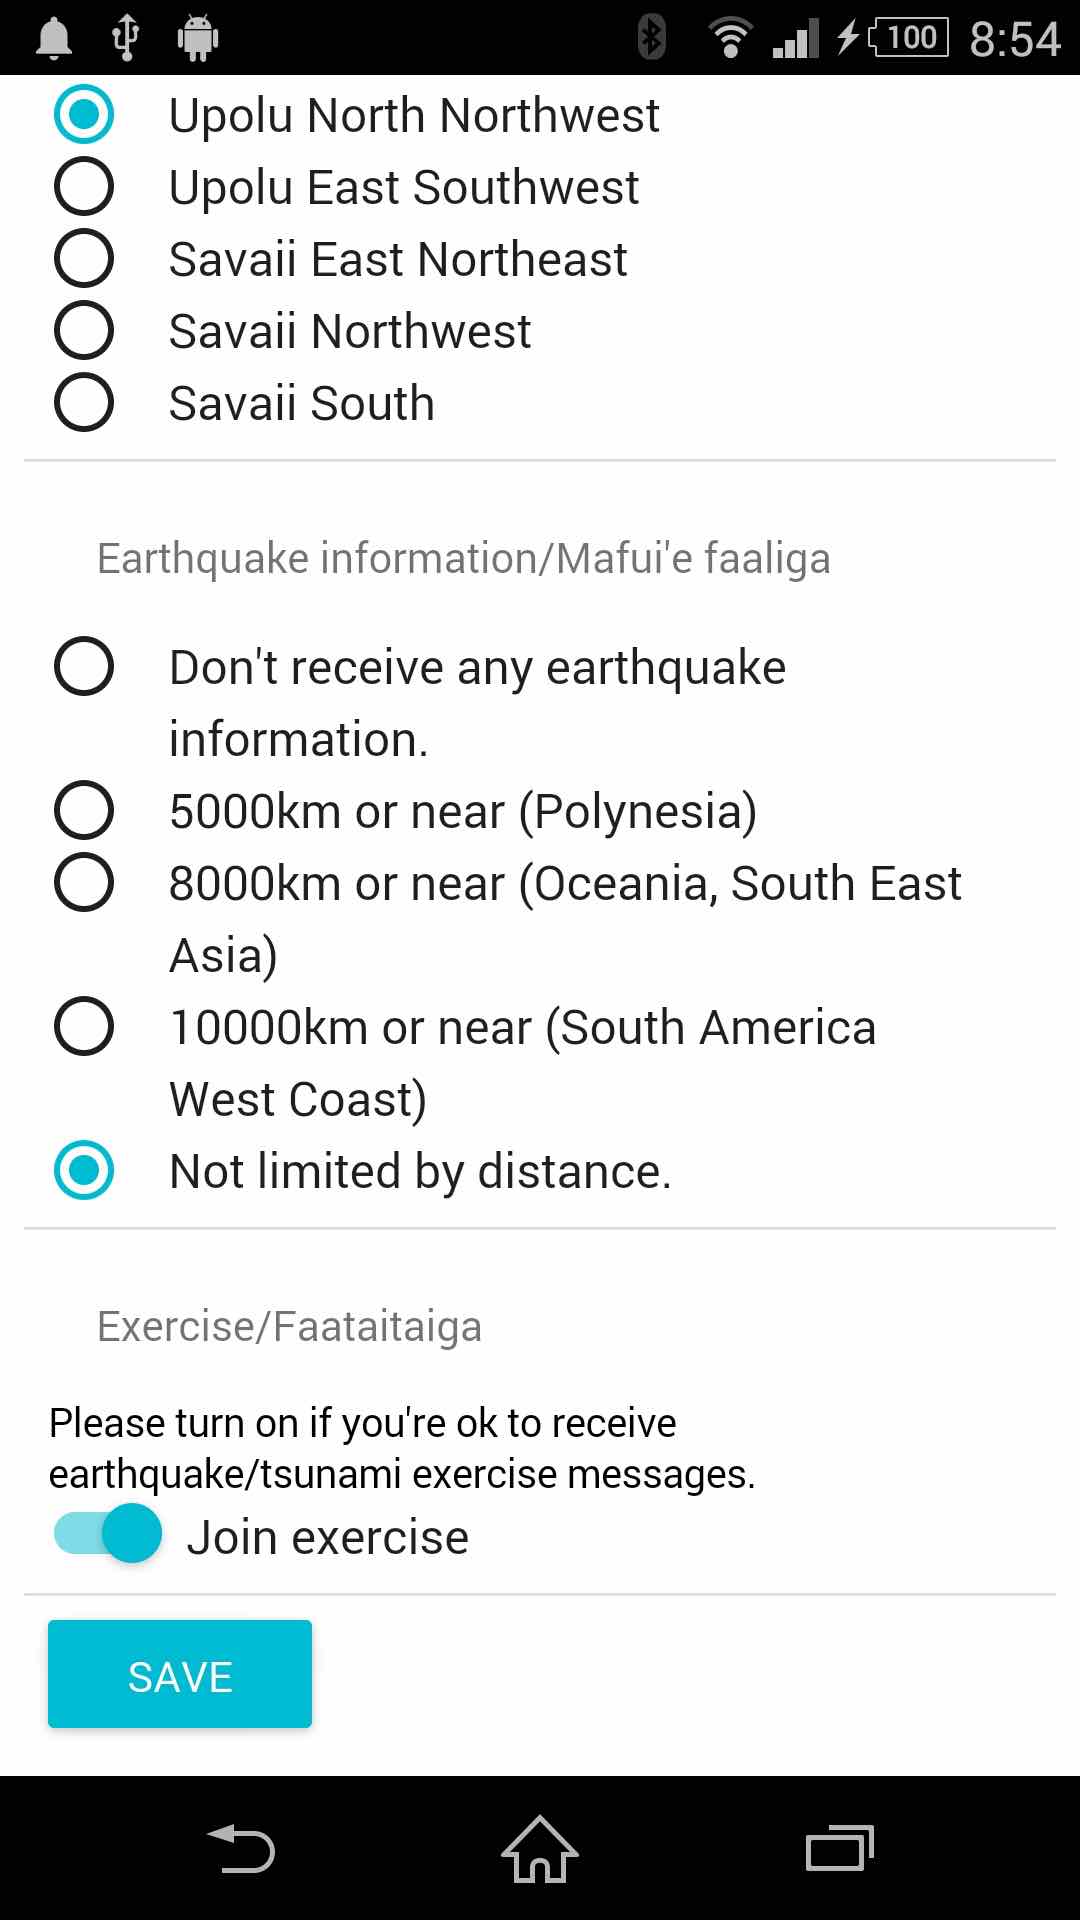 100 8:54
Upolu North Northwest
Upolu East Southwest
Savaii East Northeast
Savaii Northwest
Savaii South
Earthquake information/Mafui'e faaliga
Don't receive any earthquake
information.
5000km or near (Polynesia)
8000km or near (Oceania, South East
Asia)
10000km or near (South America
West Coast)
Not limited by distance.
Exercise/Faataitaiga
Please turn on if you're ok to receive
earthquake/tsunami exercise messages.
Join exercise
SAVE